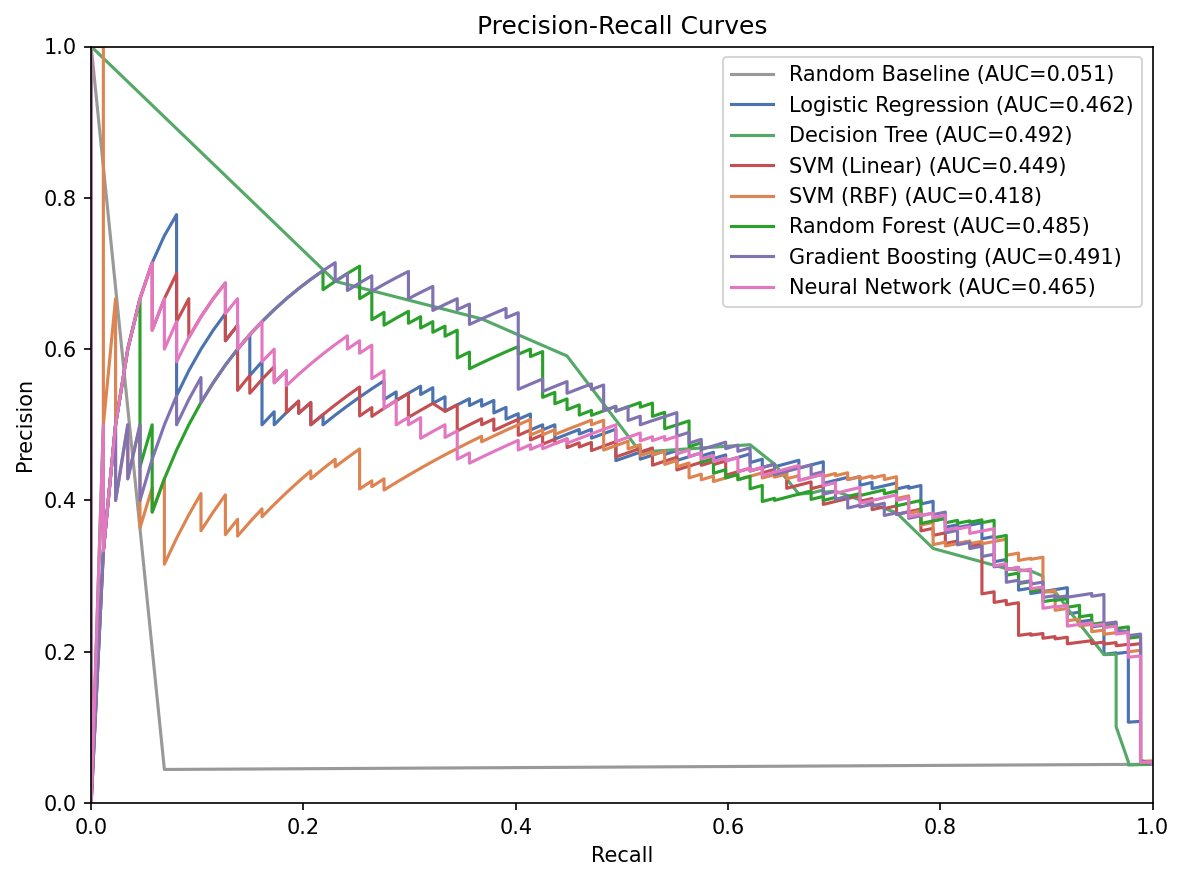 Precision-Recall Curves
1.0
0.8
0.6
0.4
0.2
0.0
Precision
Random Baseline (AUC=0.051)
Logistic Regression (AUC=0.462)
Decision Tree (AUC=0.492)
SVM (Linear) (AUC=0.449)
SVM (RBF) (AUC=0.418)
Random Forest (AUC=0.485)
Gradient Boosting (AUC=0.491)
Neural Network (AUC=0.465)
0.0 0.2 0.4 0.6 0.8 1.0
Recall